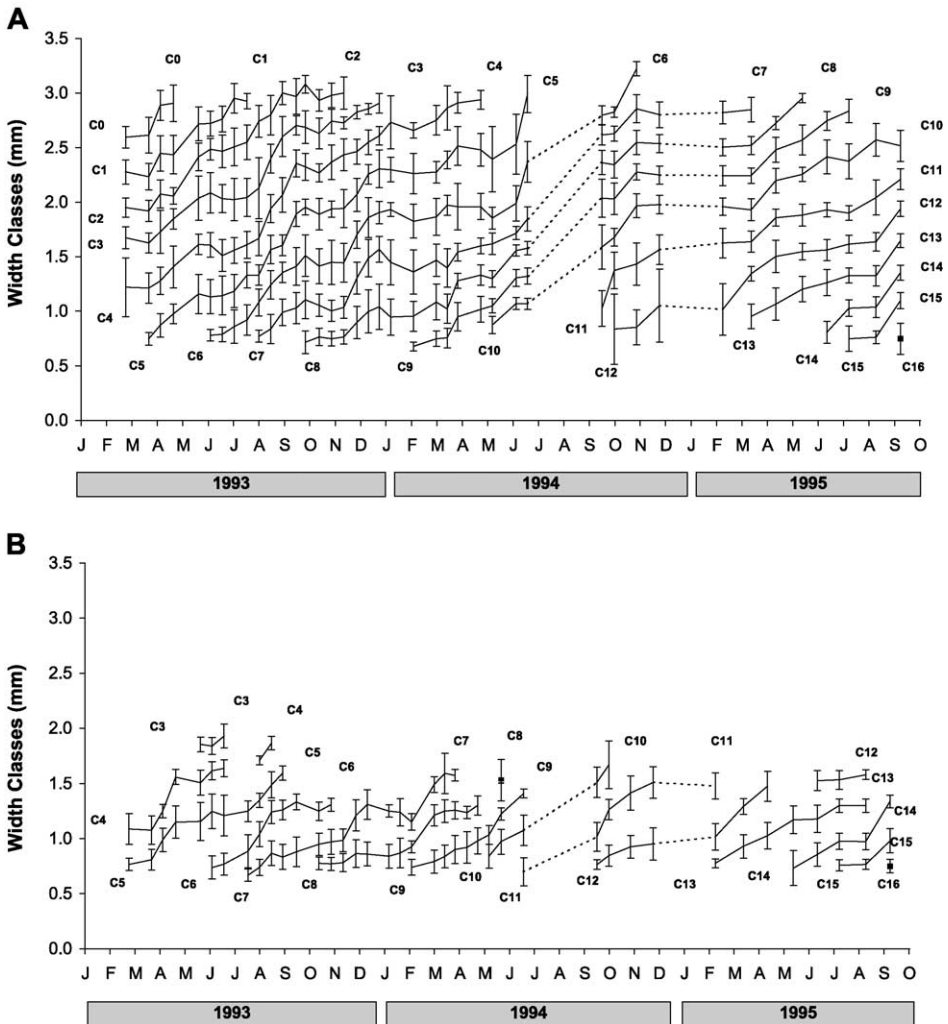 A
3.5
C0 C1 C2 C3 C4 C5 C6 C7 C8 C9
3.0
C0
2.5
C10
C1
C11
2.0
C2
C12
C3
C13
1.5
C14
C15
1.0
C4
C11
C13
C5 C6 C7 C8 C9 C10 C12 C14 C15 C16
0.5
0.0
Width Classes (mm)
J F M A M J J A S O N D J F M A M J J A S O N D J F M A M J J A S O
1993 1994 1995
B
3.5
3.0
2.5
2.0
C3 C3 C4 C5 C6 C7 C8 C9 C10 C11 C12
C13
1.5
C4
C14
1.0
C15
C5 C6 C7 C8 C9 C10 C11 C12 C13 C14 C15 C16
0.5
0.0
Width Classes (mm)
J F M A M J J A S O N D J F M A M J J A S O N D J F M A M J J A S O
1993 1994 1995